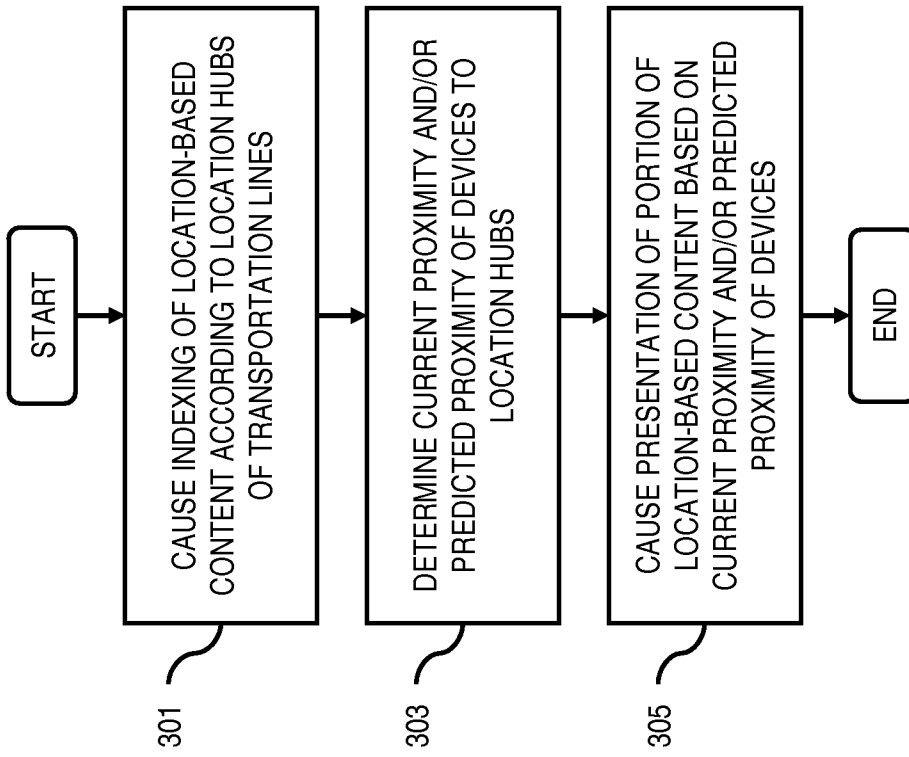 START
301
CAUSE INDEXING OF LOCATION-BASED
CONTENT ACCORDING TO LOCATION HUBS
OF TRANSPORTATION LINES
303
DETERMINE CURRENT PROXIMITY AND/OR
PREDICTED PROXIMITY OF DEVICES TO
LOCATION HUBS
305
CAUSE PRESENTATION OF PORTION OF
LOCATION-BASED CONTENT BASED ON
CURRENT PROXIMITY AND/OR PREDICTED
PROXIMITY OF DEVICES
END